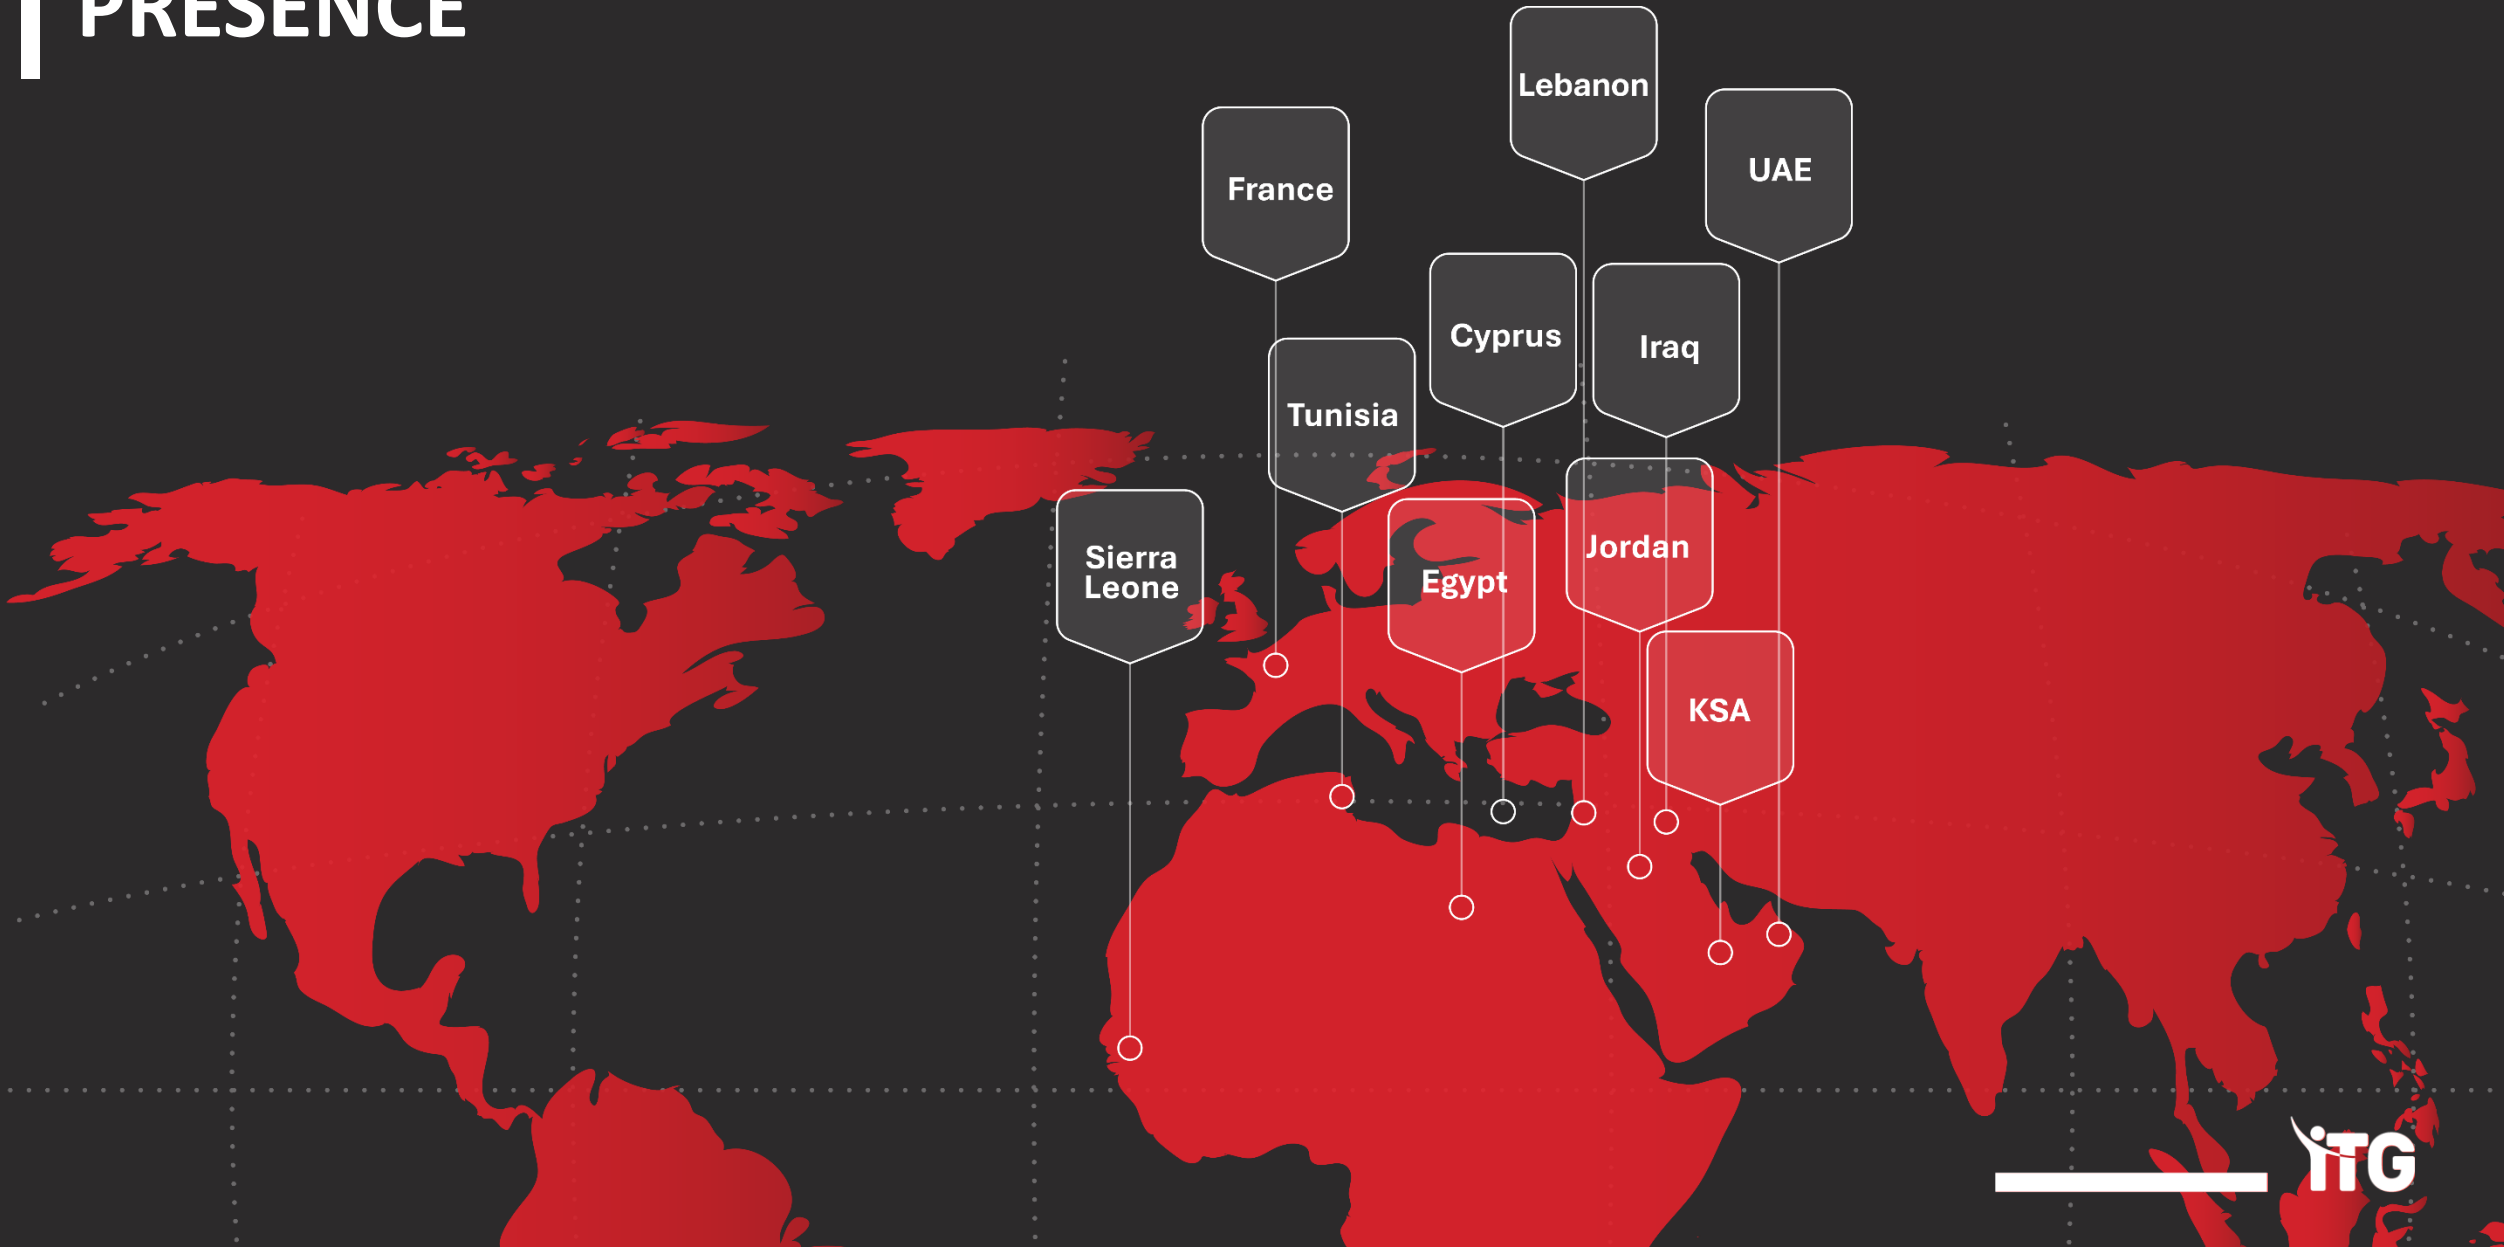 PRESENCE
Lebanon
UAE
France
Cyprus
Iraq
Tunisia
Jordan
Sierra
Leone
Egypt
KSA
iTG